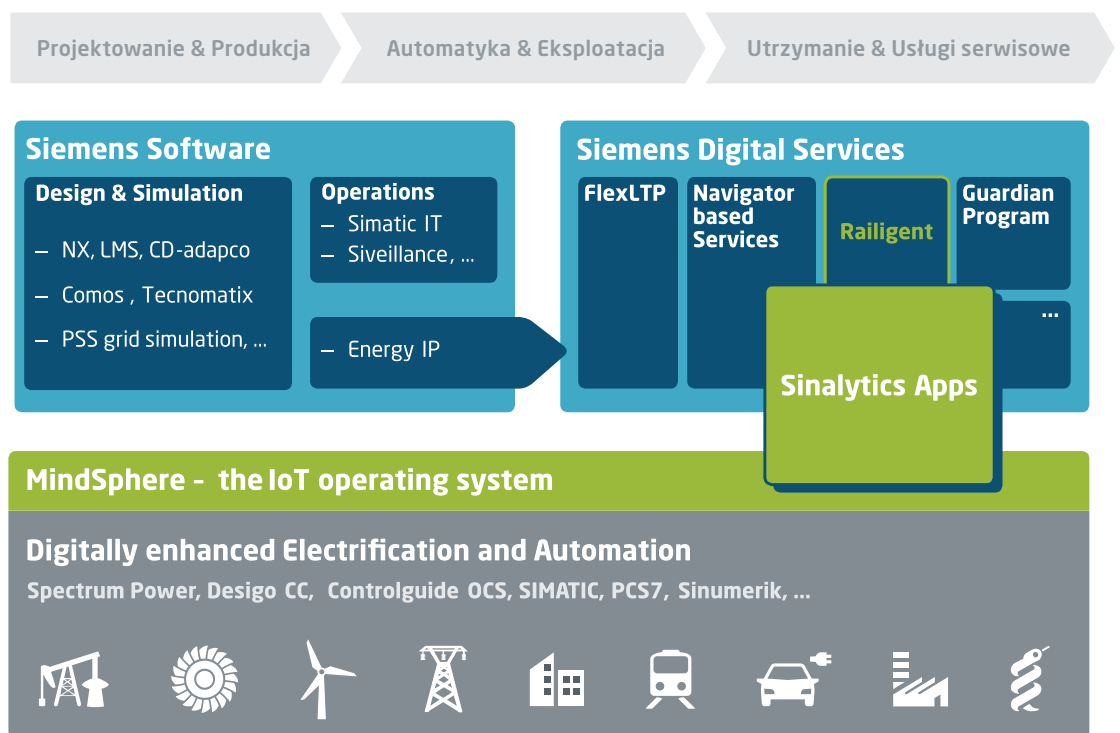 Projektowanie & Produkcja
Automatyka & Eksploatacja
Utrzymanie & Usługi serwisowe
Siemens Software
Design & Simulation
– NX, LMS, CD-adapco
– Comos , Tecnomatix
– PSS grid simulation, ...
Operations
– Simatic IT
– Siveillance, ...
– Energy IP
Siemens Digital Services
FlexLTP
Navigator
based
Services
Railigent
Guardian
Program
...
Sinalytics Apps
MindSphere – the IoT operating system
Digitally enhanced Electrification and Automation
Spectrum Power, Desigo CC, Controlguide OCS, SIMATIC, PCS7, Sinumerik, ...